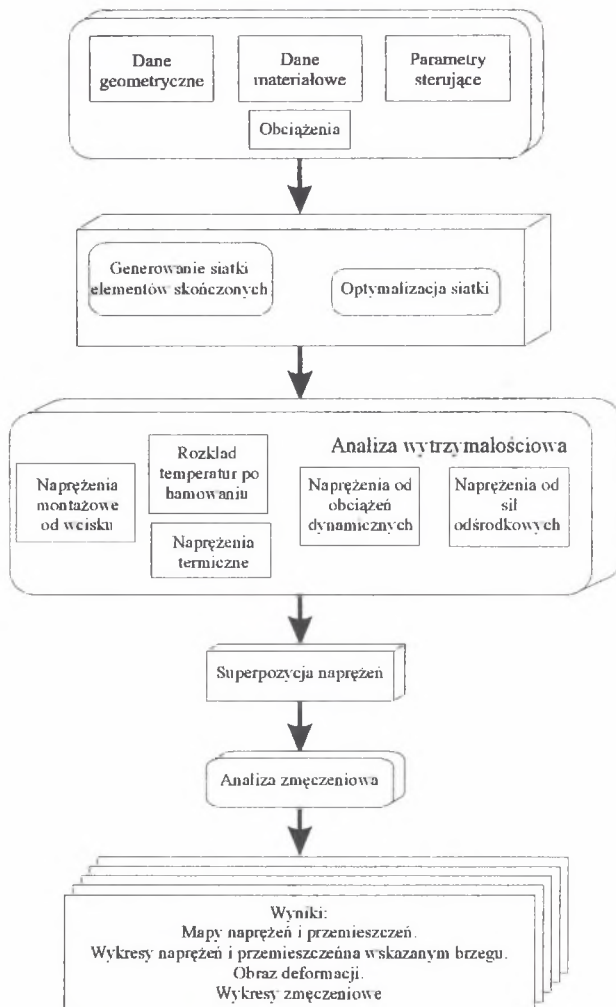 Dane
geometryczne
Dane
materiałowe
Parametry
sterujące
Obciążenia
Generowanie siatki
elementów skończonych
Optymalizacja siatki
Analiza wytrzymałościowa
Naprężenia
montażowe
od wcisku
Rozkład
temperatur po
hamowaniu
Naprężenia
termiczne
Naprężenia od
obciążeń
dynamicznych
Naprężenia od
sił
odśrodkowych
Superpozycja naprężeń
Analiza zmęczeniowa
Wyniki:
Mapy naprężeń i przemieszczeń.
Wykresy naprężeń i przemieszczeńna wskazanym brzegu.
Obraz deformacji.
Wykresy zmęczeniowe